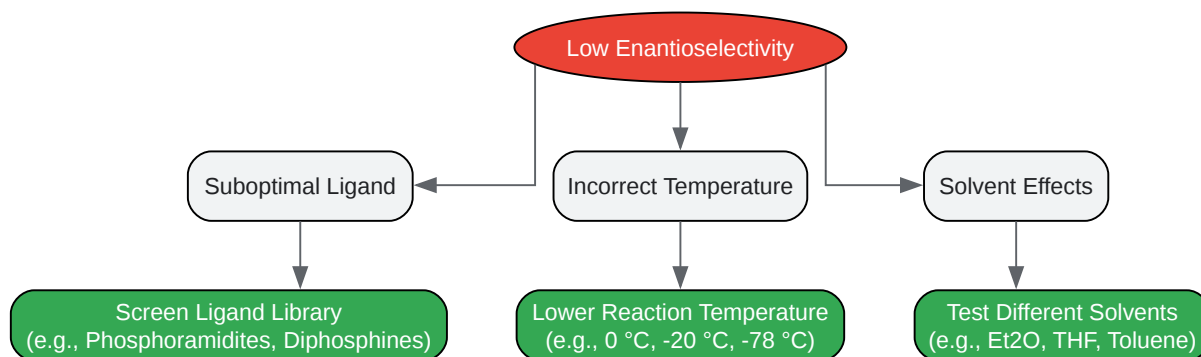 Low Enantioselectivity
Suboptimal Ligand
Incorrect Temperature
Solvent Effects
Screen Ligand Library
(e.g., Phosphoramidites, Diphosphines)
Lower Reaction Temperature
(e.g., 0 °C, -20 °C, -78 °C)
Test Different Solvents
(e.g., Et2O, THF, Toluene)